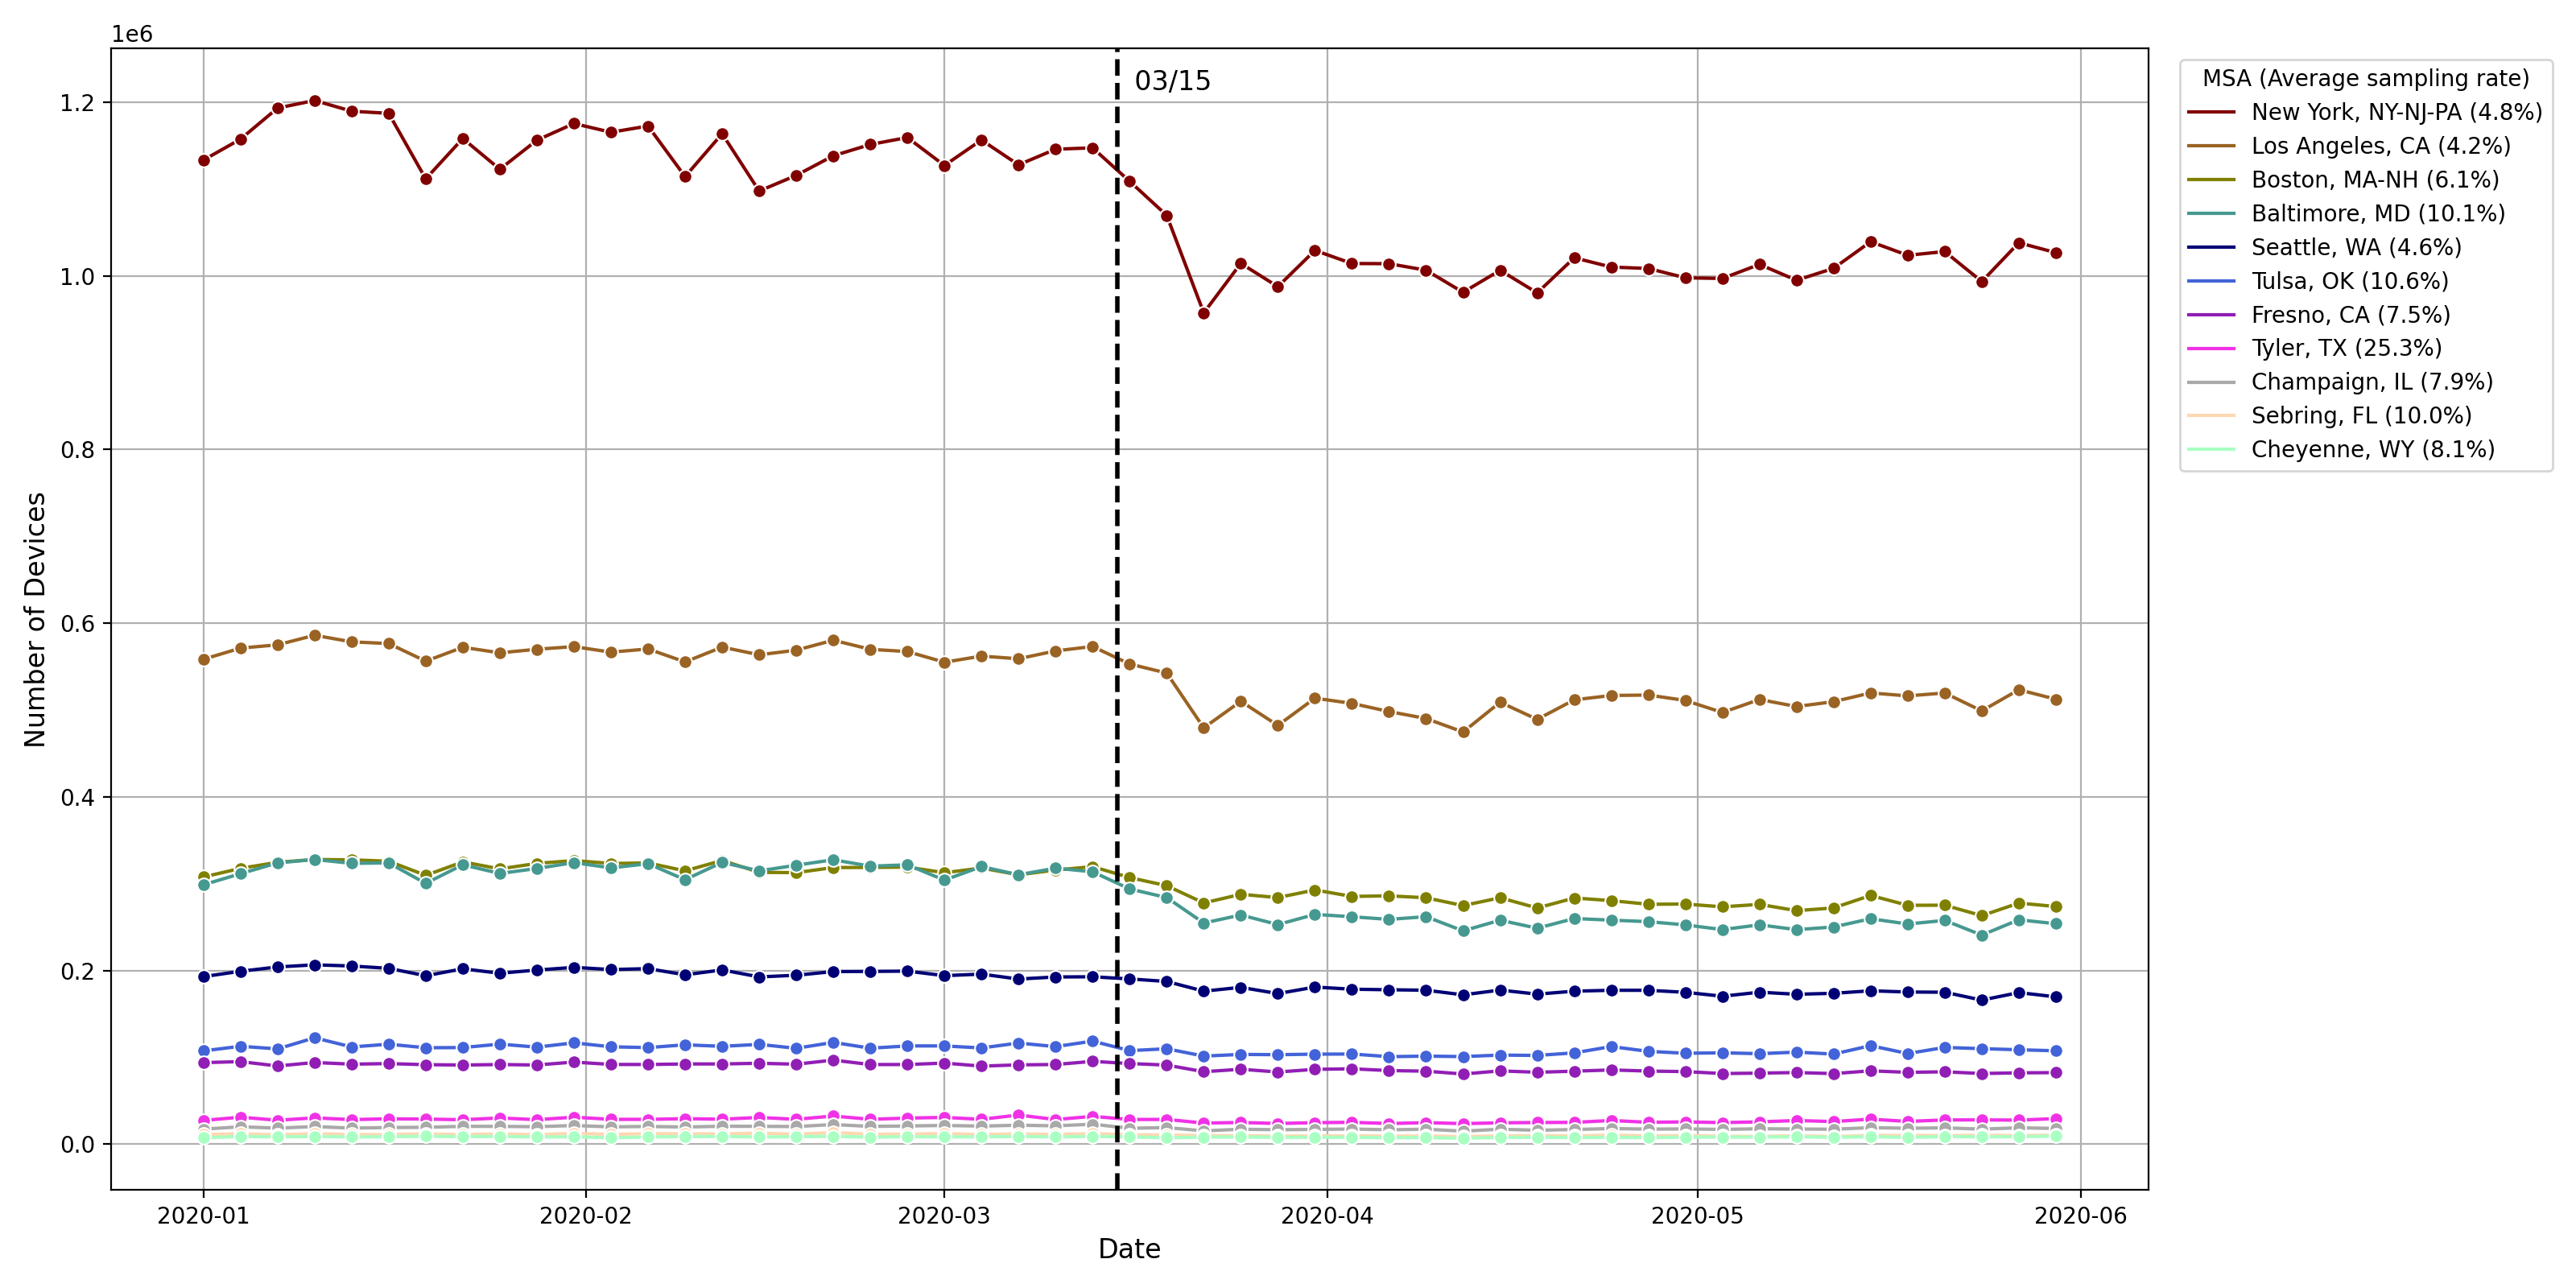 1e6
03/15
1.2
1.0
0.8
0.6
0.4
0.2
0.0
Number of Devices
2020-01 2020-02 2020-03 2020-04 2020-05 2020-06
Date
MSA (Average sampling rate)
New York, NY-NJ-PA (4.8%)
Los Angeles, CA (4.2%)
Boston, MA-NH (6.1%)
Baltimore, MD (10.1%)
Seattle, WA (4.6%)
Tulsa, OK (10.6%)
Fresno, CA (7.5%)
Tyler, TX (25.3%)
Champaign, IL (7.9%)
Sebring, FL (10.0%)
Cheyenne, WY (8.1%)